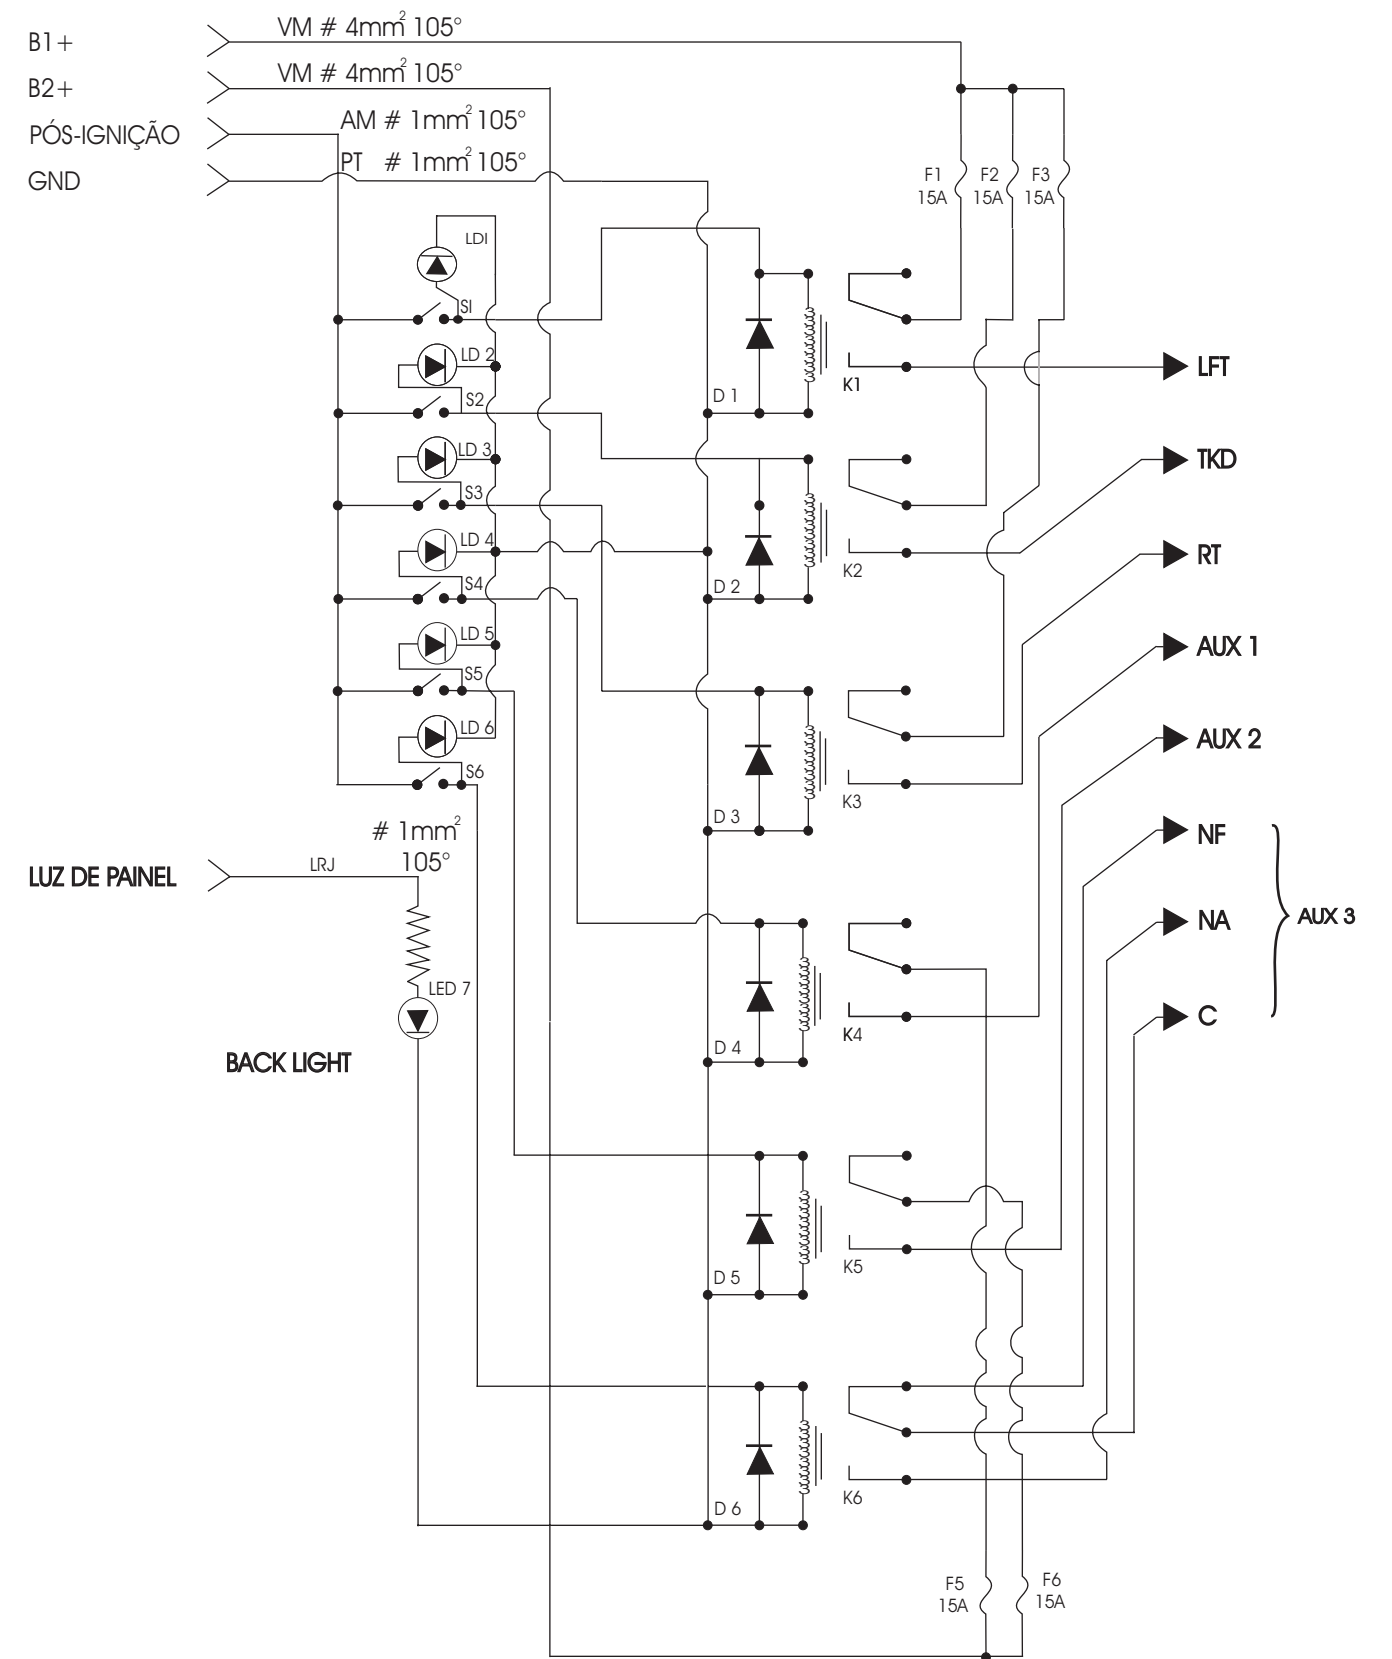 B1+
VM # 4mm² 105°
B2+
VM # 4mm² 105°
PÓS-IGNIÇÃO
AM # 1mm² 105°
GND
PT # 1mm² 105°
F1
15A
F2
15A
F3
15A
LDI
SI
LD 2
S2
LD 3
S3
LD 4
S4
LD 5
S5
LD 6
S6
D 1
K1
LFT
D 2
K2
TKD
RT
D 3
K3
AUX 1
AUX 2
NF
NA
C
AUX 3
# 1mm²
105°
LUZ DE PAINEL
LRJ
LED 7
BACK LIGHT
D 4
K4
D 5
K5
D 6
K6
F5
15A
F6
15A